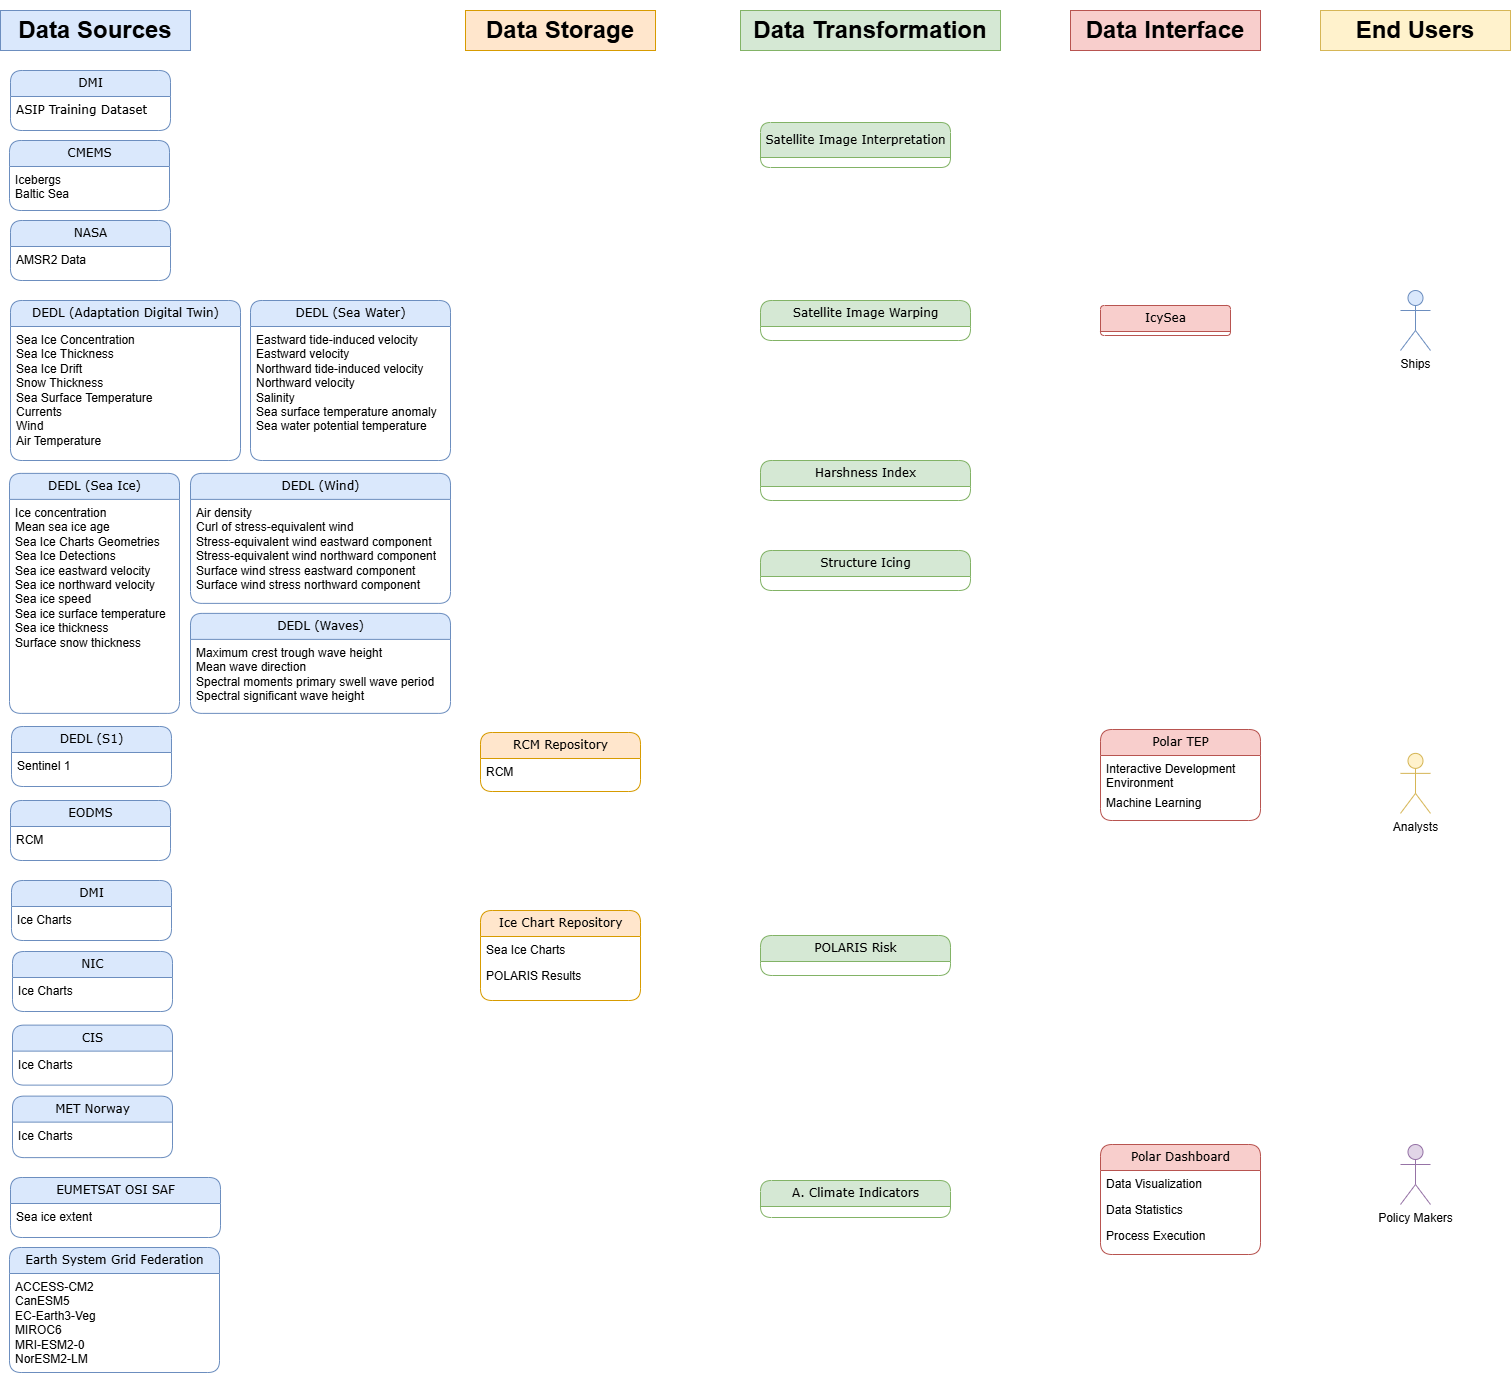 Data Sources
Data Storage
Data Transformation
Data Interface
End Users
DMI
ASIP Training Dataset
CMEMS
Icebergs
Baltic Sea
NASA
AMSR2 Data
DEDL (Adaptation Digital Twin)
Sea Ice Concentration
Sea Ice Thickness
Sea Ice Drift
Snow Thickness
Sea Surface Temperature
Currents
Wind
Air Temperature
DEDL (Sea Water)
Eastward tide-induced velocity
Eastward velocity
Northward tide-induced velocity
Northward velocity
Salinity
Sea surface temperature anomaly
Sea water potential temperature
DEDL (Sea Ice)
Ice concentration
Mean sea ice age
Sea Ice Charts Geometries
Sea Ice Detections
Sea ice eastward velocity
Sea ice northward velocity
Sea ice speed
Sea ice surface temperature
Sea ice thickness
Surface snow thickness
DEDL (Wind)
Air density
Curl of stress-equivalent wind
Stress-equivalent wind eastward component
Stress-equivalent wind northward component
Surface wind stress eastward component
Surface wind stress northward component
DEDL (Waves)
Maximum crest trough wave height
Mean wave direction
Spectral moments primary swell wave period
Spectral significant wave height
DEDL (S1)
Sentinel 1
EODMS
RCM
DMI
Ice Charts
NIC
Ice Charts
CIS
Ice Charts
MET Norway
Ice Charts
EUMETSAT OSI SAF
Sea ice extent
Earth System Grid Federation
ACCESS-CM2
CanESM5
EC-Earth3-Veg
MIROC6
MRI-ESM2-0
NorESM2-LM
RCM Repository
RCM
Ice Chart Repository
Sea Ice Charts
POLARIS Results
Satellite Image Interpretation
Satellite Image Warping
Harshness Index
Structure Icing
POLARIS Risk
A. Climate Indicators
IcySea
Polar TEP
Interactive Development
Environment
Machine Learning
Polar Dashboard
Data Visualization
Data Statistics
Process Execution
Ships
Analysts
Policy Makers